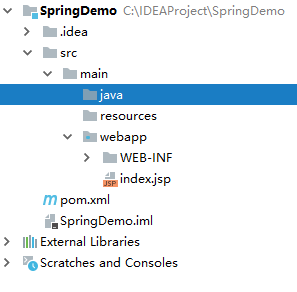 SpringDemo C:\IDEAProject\SpringDemo
.idea
src
main
java
resources
webapp
WEB-INF
JSP index.jsp
m pom.xml
SpringDemo.iml
External Libraries
Scratches and Consoles